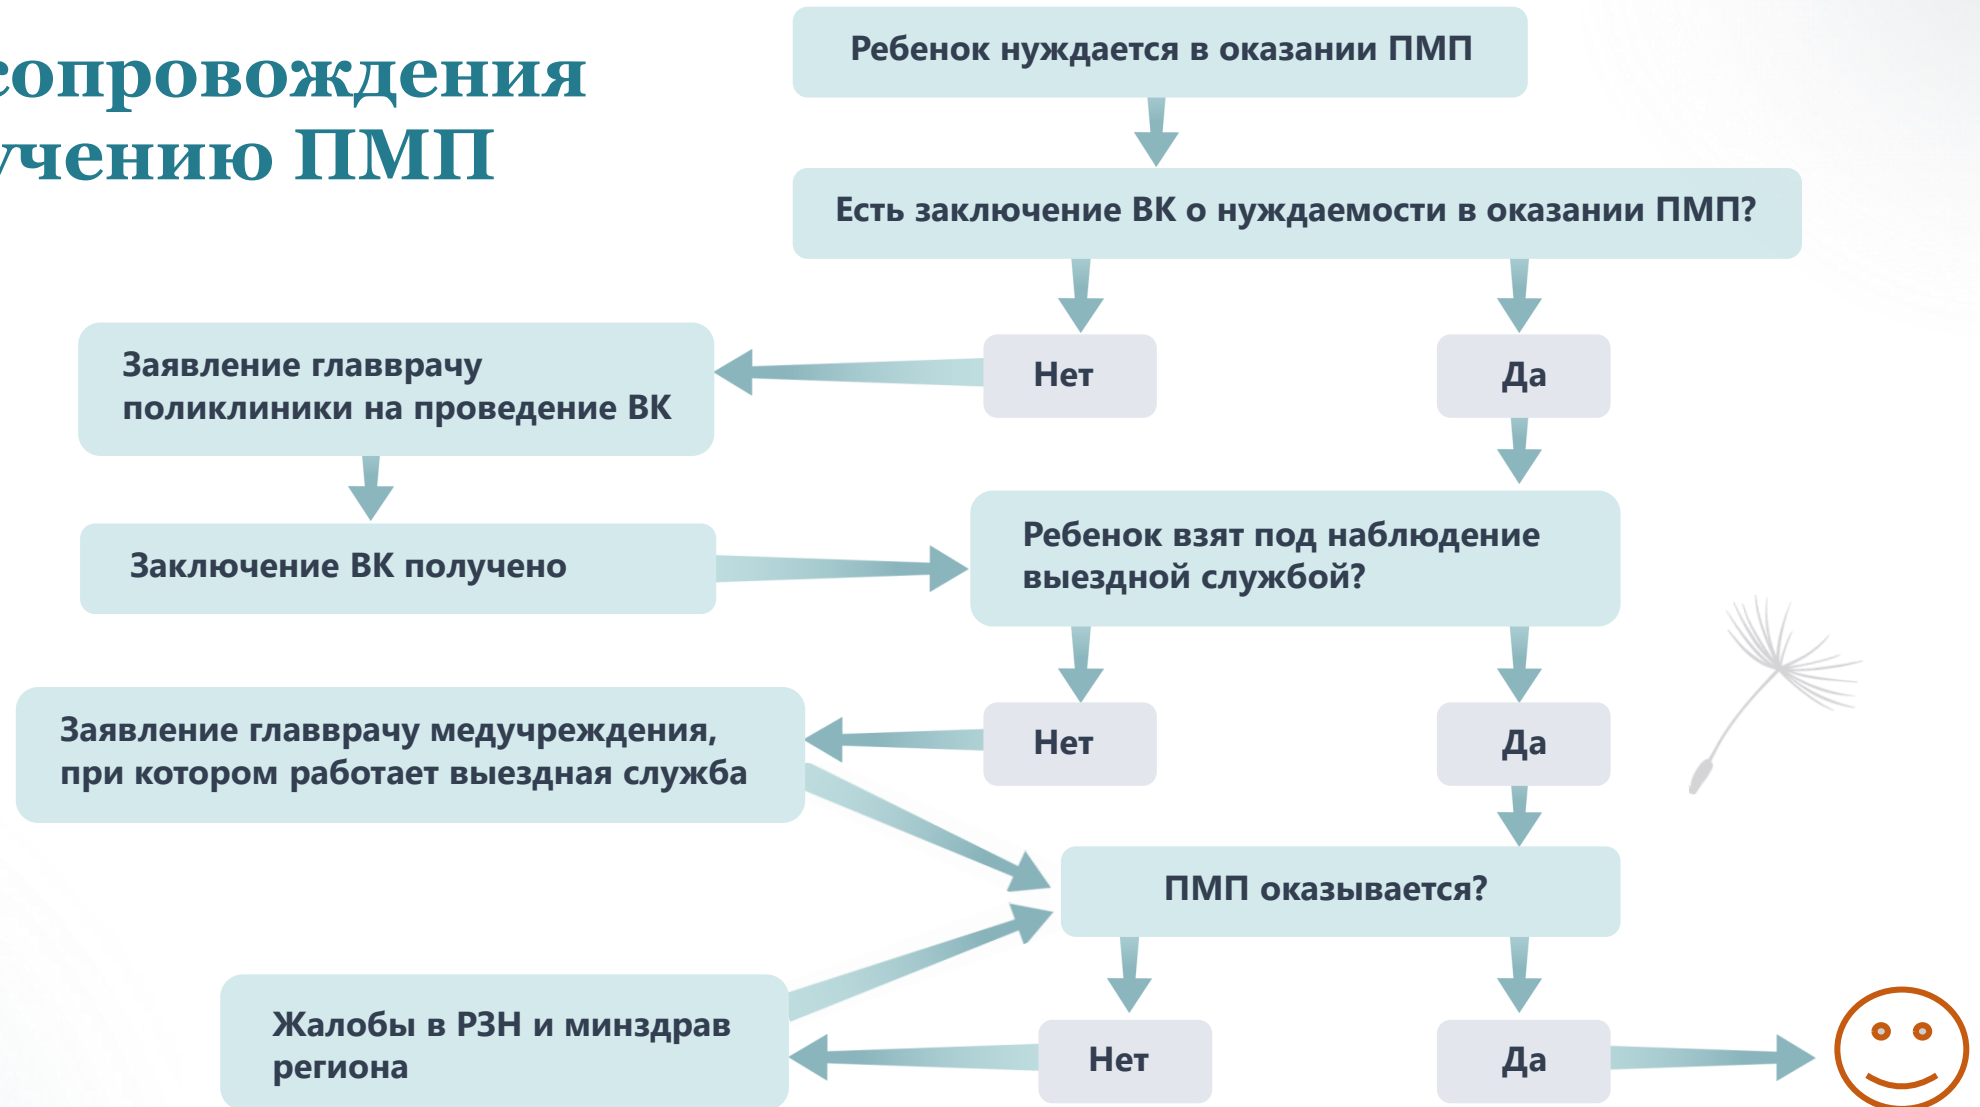 сопровождения
учению ПМП
Ребенок нуждается в оказании ПМП
Есть заключение ВК о нуждаемости в оказании ПМП?
Нет
Да
Заявление главврачу
поликлиники на проведение ВК
Заключение ВК получено
Ребенок взят под наблюдение
выездной службой?
Нет
Да
Заявление главврачу медучреждения,
при котором работает выездная служба
ПМП оказывается?
Нет
Да
Жалобы в РЗН и минздрав
региона